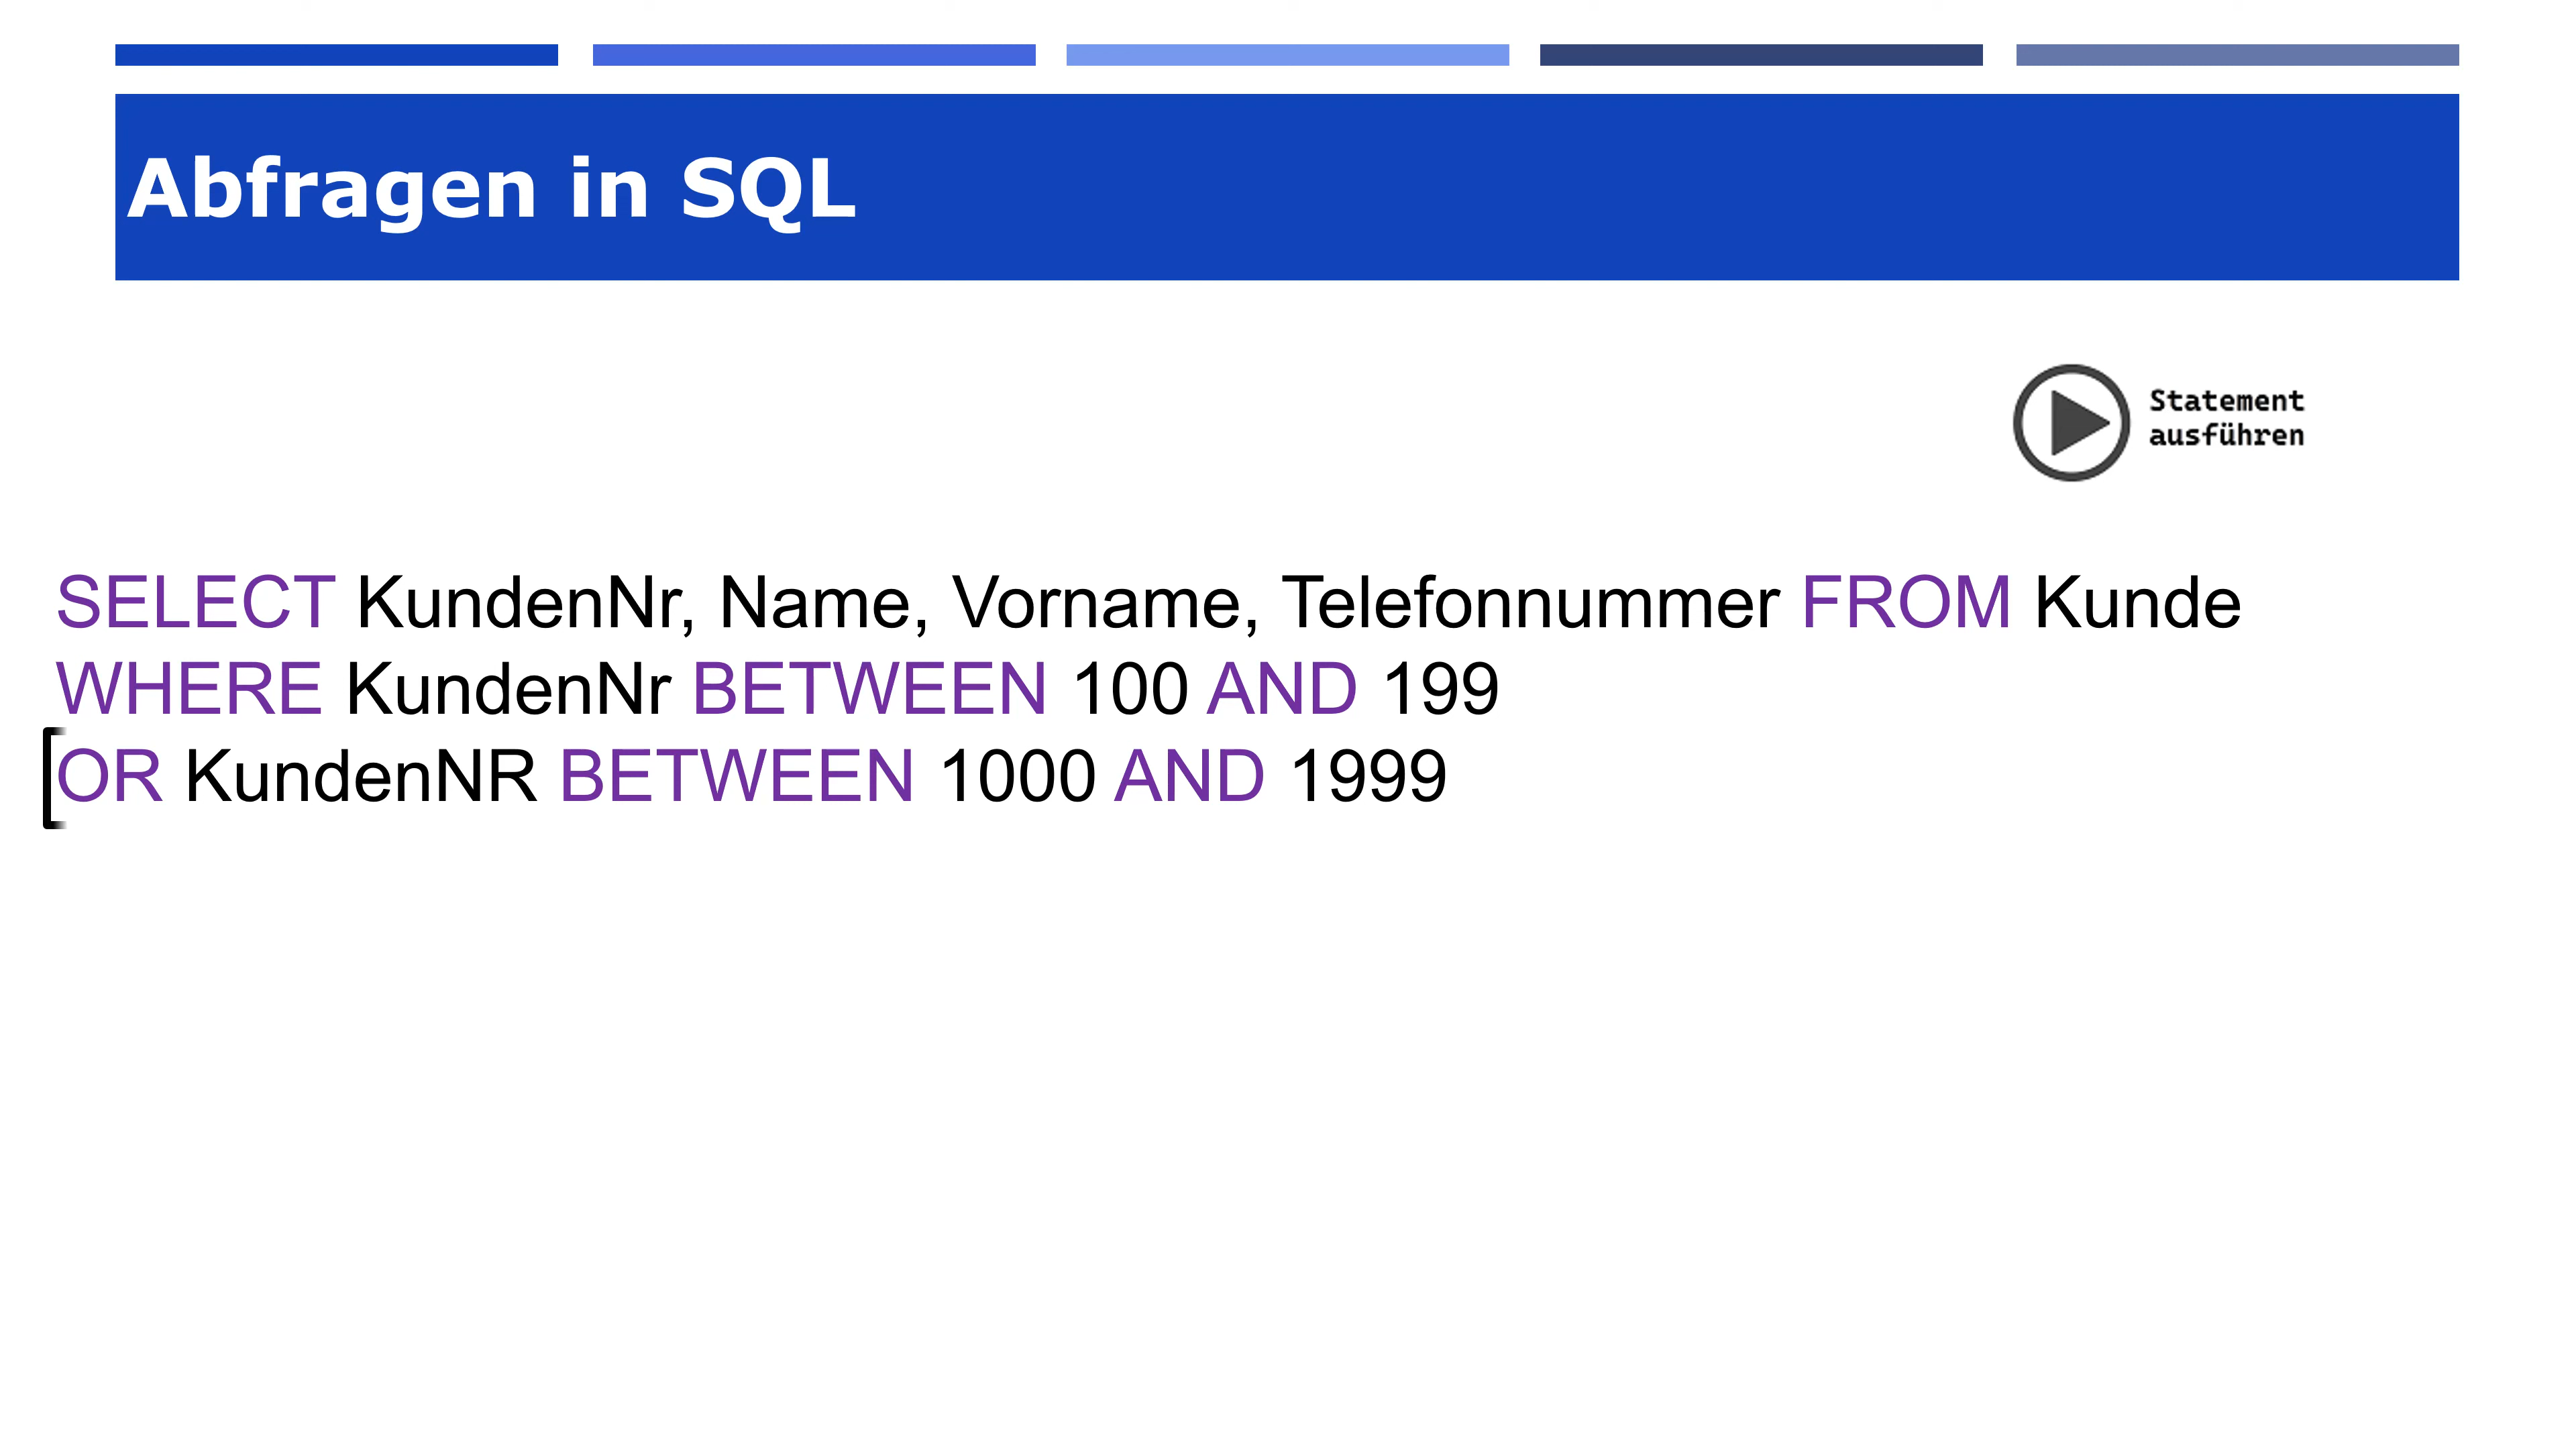 Abfragen in SQL
Statement
ausführen
SELECT KundenNr, Name, Vorname, Telefonnummer FROM Kunde
WHERE KundenNr BETWEEN 100 AND 199
OR KundenNR BETWEEN 1000 AND 1999